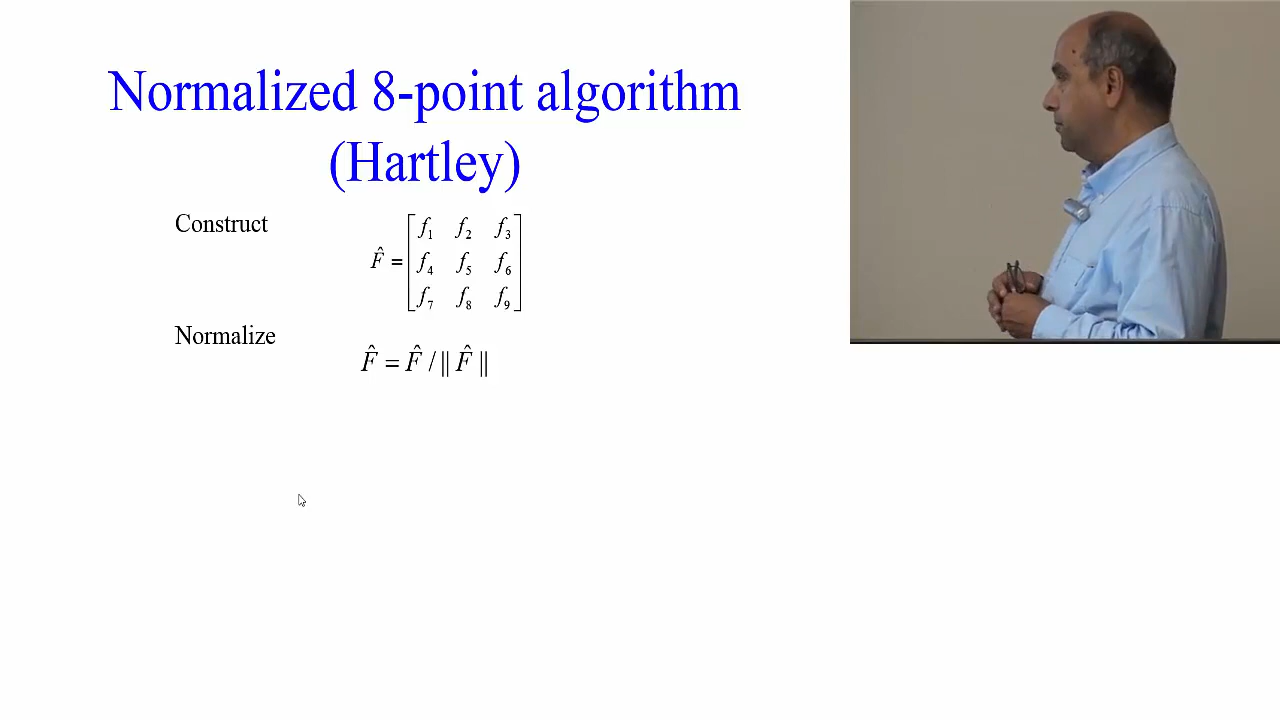 Normalized 8-point algorithm
(Hartley)
Construct
F̂ = [f₁ f₂ f₃
f₄ f₅ f₆
f₇ f₈ f₉]
Normalize
F̂ = F̂ / || F̂ ||